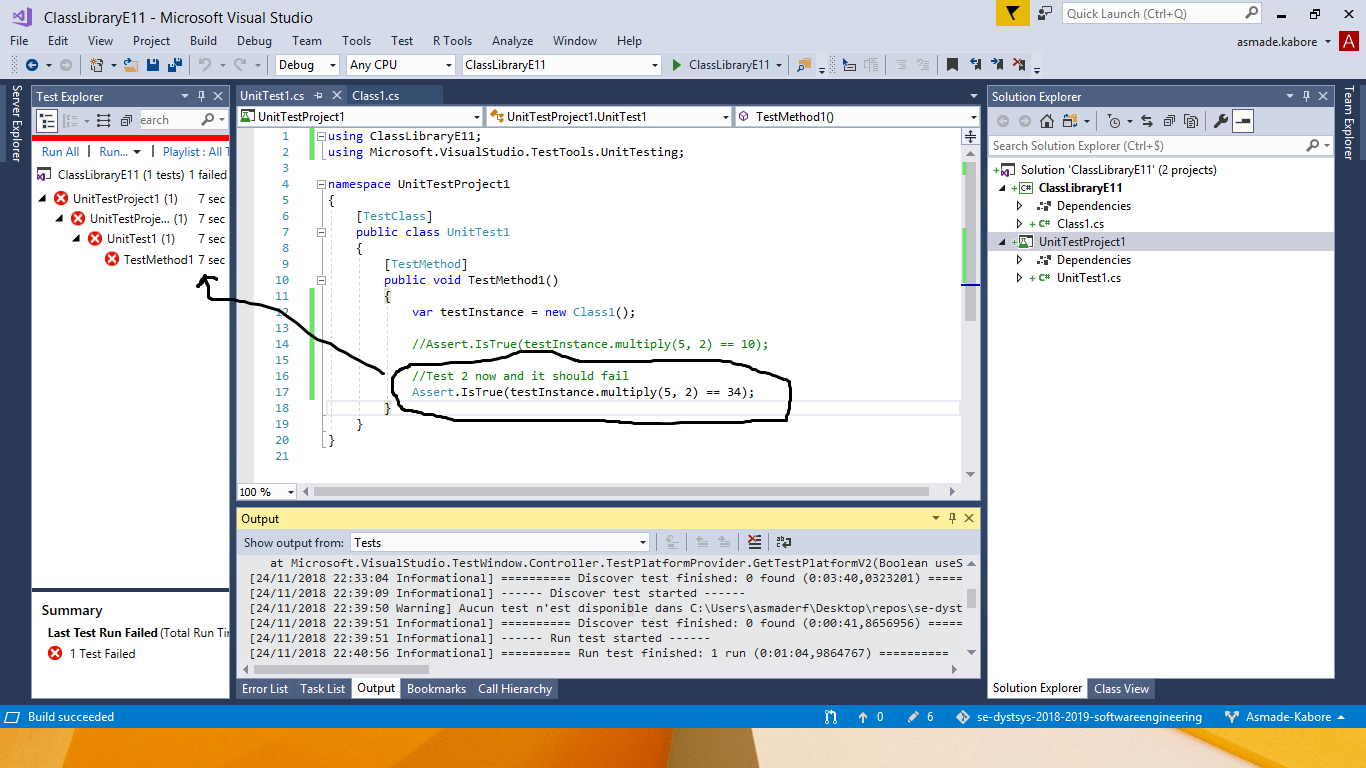 ClassLibraryE11 - Microsoft Visual Studio
Quick Launch (Ctrl+Q)
File Edit View Project Build Debug Team Tools Test R Tools Analyze Window Help
asmade.kabore
A
Debug Any CPU ClassLibraryE11 ClassLibraryE11
Server Explorer
Test Explorer
earch
Run All | Run... | Playlist : All T
ClassLibraryE11 (1 tests) 1 failed
UnitTestProject1 (1) 7 sec
UnitTestProje... (1) 7 sec
UnitTest1 (1) 7 sec
TestMethod1 7 sec
Summary
Last Test Run Failed (Total Run Tir
1 Test Failed
UnitTest1.cs Class1.cs
UnitTestProject1 UnitTestProject1.UnitTest1 TestMethod1()
1 using ClassLibraryE11;
2 using Microsoft.VisualStudio.TestTools.UnitTesting;
3
4 namespace UnitTestProject1
5 {
6 [TestClass]
7 public class UnitTest1
8 {
9 [TestMethod]
10 public void TestMethod1()
11 {
12 var testInstance = new Class1();
13
14 //Assert.IsTrue(testInstance.multiply(5, 2) == 10);
15
16 //Test 2 now and it should fail
17 Assert.IsTrue(testInstance.multiply(5, 2) == 34);
18 }
19 }
20 }
21
100 %
Output
Show output from: Tests
at Microsoft.VisualStudio.TestWindow.Controller.TestPlatformProvider.GetTestPlatformV2(Boolean useS
[24/11/2018 22:33:04 Informational] ========== Discover test finished: 0 found (0:03:40,0323201) =====
[24/11/2018 22:39:09 Informational] ------ Discover test started ------
[24/11/2018 22:39:50 Warning] Aucun test n'est disponible dans C:\Users\asmaderf\Desktop\repos\se-dyst
[24/11/2018 22:39:51 Informational] ========== Discover test finished: 0 found (0:00:41,8656956) =====
[24/11/2018 22:39:51 Informational] ------ Run test started ------
[24/11/2018 22:40:56 Informational] ========== Run test finished: 1 run (0:01:04,9864767) ==========
Error List Task List Output Bookmarks Call Hierarchy
Solution Explorer
Search Solution Explorer (Ctrl+$)
Solution 'ClassLibraryE11' (2 projects)
ClassLibraryE11
Dependencies
C# Class1.cs
UnitTestProject1
Dependencies
C# UnitTest1.cs
Solution Explorer Class View
Team Explorer
Build succeeded
0 6 se-dystsys-2018-2019-softwareengineering Asmade-Kabore